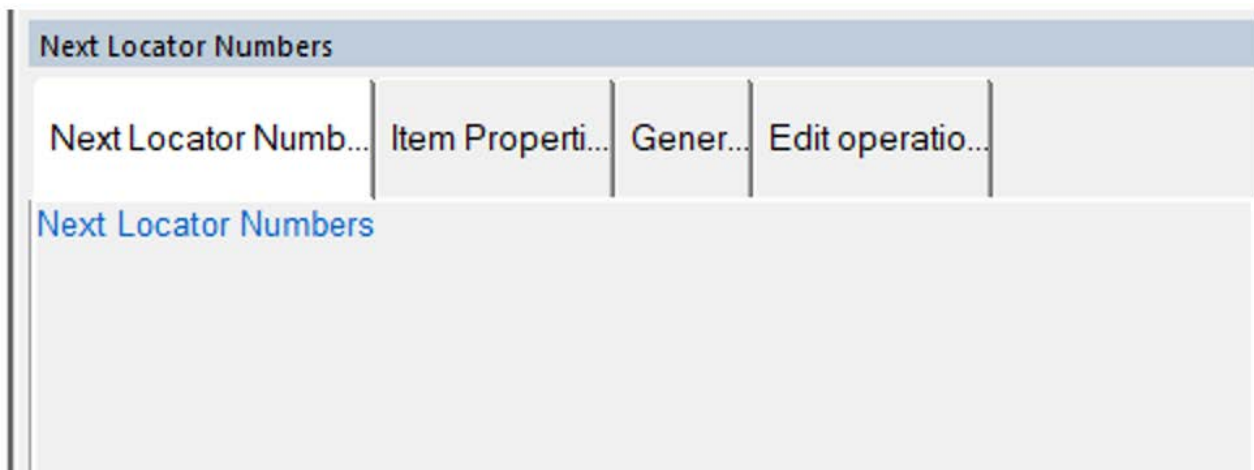 Next Locator Numbers
Next Locator Numb... Item Properti... Gener... Edit operatio...
Next Locator Numbers